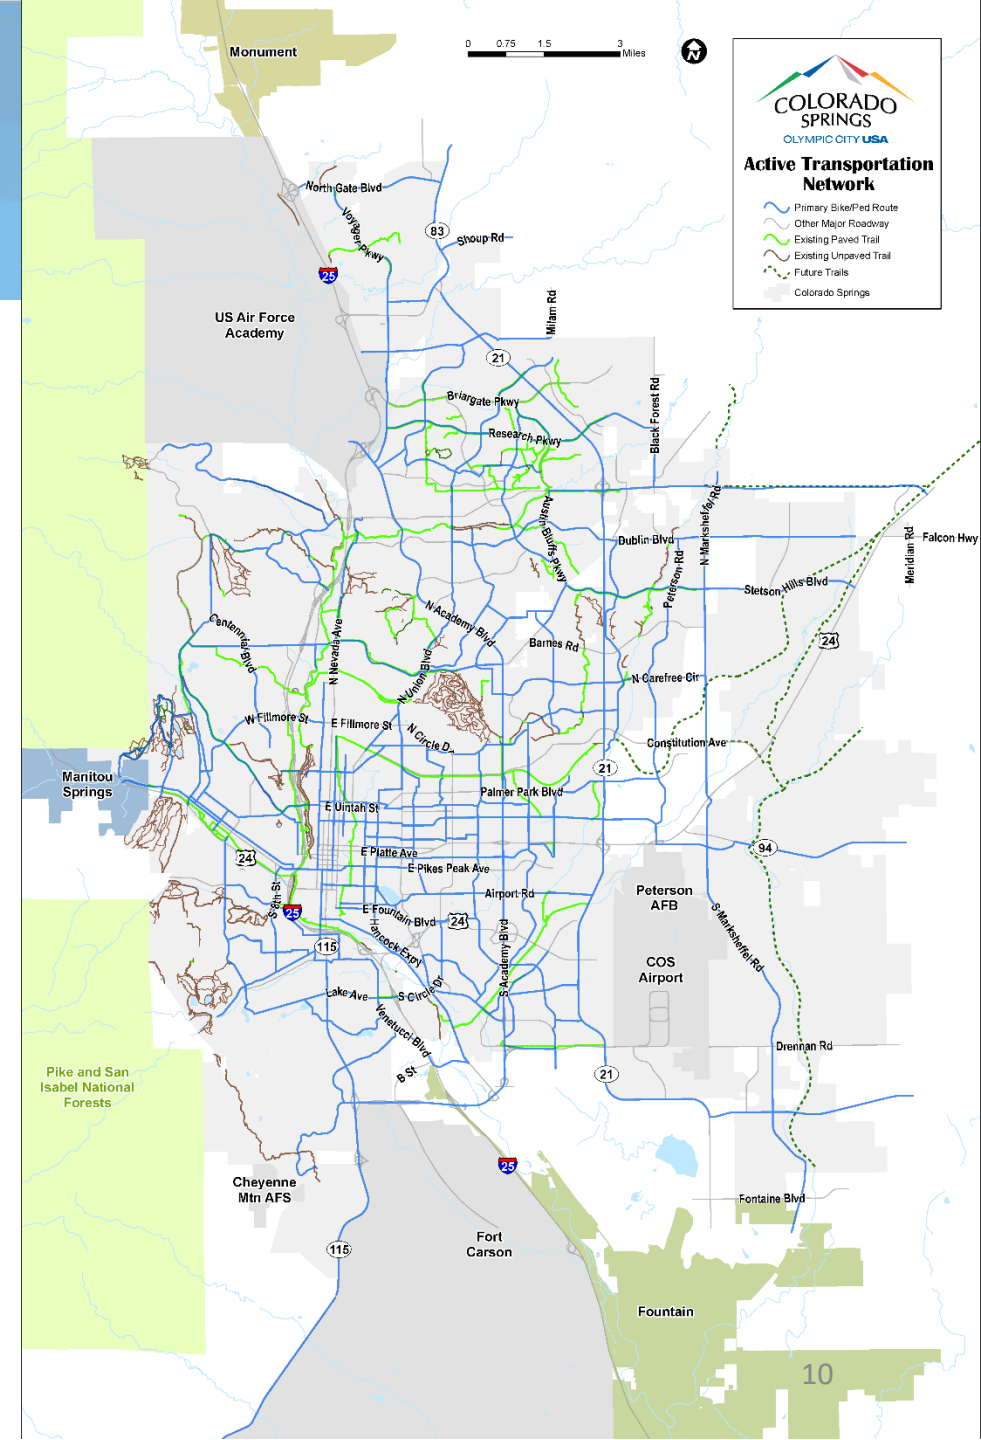 Monument
0 0.75 1.5 3
Miles
N
COLORADO
SPRINGS
OLYMPIC CITY USA
Active Transportation
Network
Primary Bike/Ped Route
Other Major Roadway
Existing Paved Trail
Existing Unpaved Trail
Future Trails
Colorado Springs
North Gate Blvd
Voyager Pkwy
83
Shoup Rd
25
US Air Force
Academy
Milam Rd
21
Briargate Pkwy
Black Forest Rd
Research Pkwy
Austin Bluffs Pkwy
N Marksheffel Rd
Dublin Blvd
Meridian Rd
Falcon Hwy
Peterson Rd
Stetson Hills Blvd
N Academy Blvd
Centennial Blvd
N Nevada Ave
Barnes Rd
24
N Union Blvd
N Carefree Cir
W Fillmore St
E Fillmore St
N Circle Dr
Constitution Ave
Manitou
Springs
21
Palmer Park Blvd
E Uintah St
E Platte Ave
94
24
E Pikes Peak Ave
S 8th St
Airport Rd
Peterson
AFB
25
E Fountain Blvd
24
Hancock Expy
S Academy Blvd
S Marksheffel Rd
115
COS
Airport
Lake Ave
S Circle Dr
Venetucci Blvd
Drennan Rd
B St
21
Pike and San
Isabel National
Forests
25
Cheyenne
Mtn AFS
Fontaine Blvd
115
Fort
Carson
Fountain
10